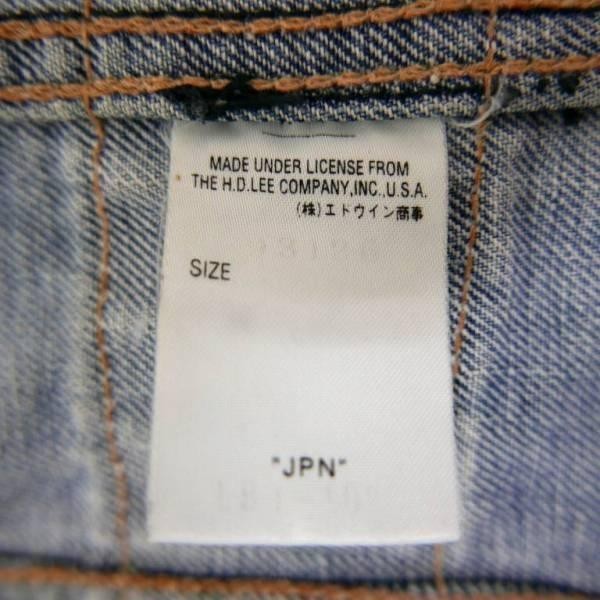 MADE UNDER LICENSE FROM
THE H.D.LEE COMPANY,INC.,U.S.A.
(株)エドウイン商事
SIZE
"JPN"